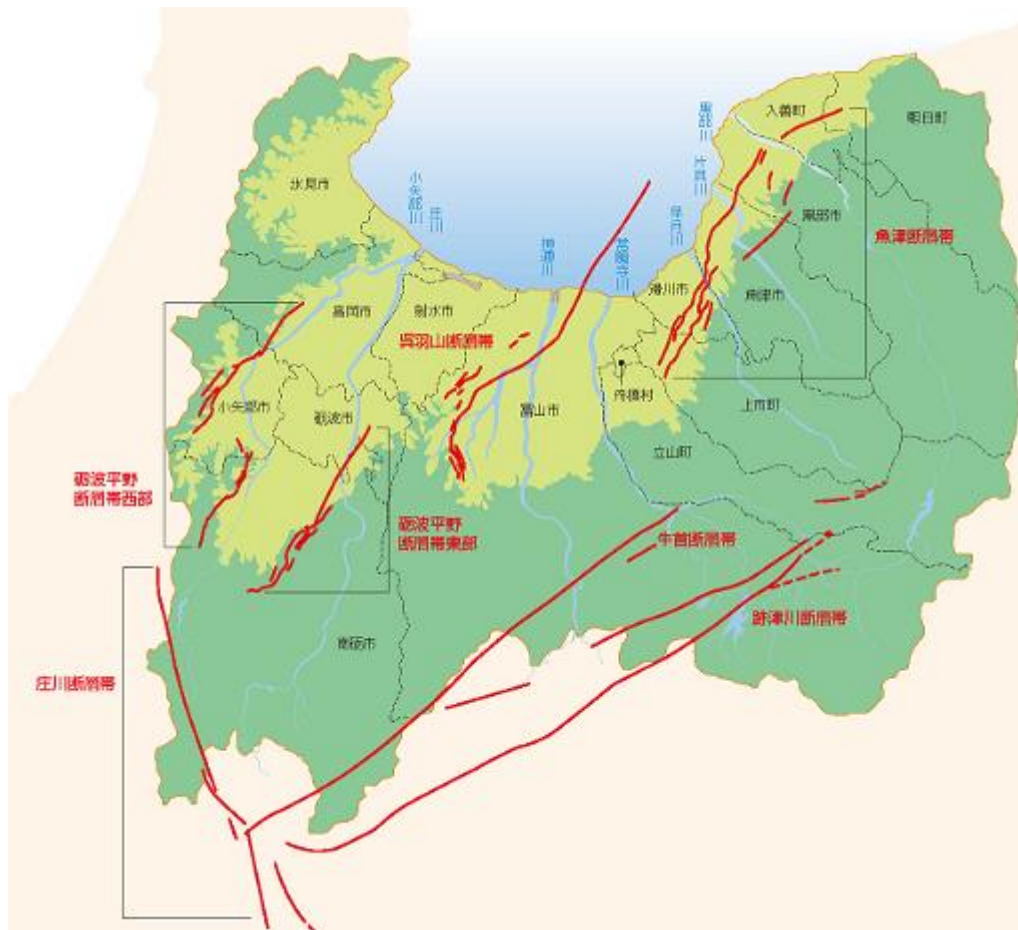 入善町
朝日町
黒部川
片貝川
氷見市
小矢部川
庄川
黒部市
魚津断層帯
神通川
常願寺川
早月川
滑川市
魚津市
高岡市
射水市
呉羽山断層帯
舟橋村
小矢部市
砺波市
富山市
上市町
立山町
砺波平野
断層帯西部
砺波平野
断層帯東部
牛首断層帯
跡津川断層帯
南砺市
庄川断層帯